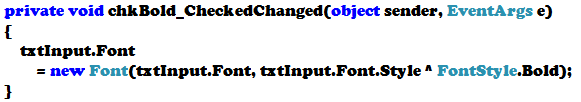 private void chkBold_CheckedChanged(object sender, EventArgs e)
{
txtInput.Font
= new Font(txtInput.Font, txtInput.Font.Style ^ FontStyle.Bold);
}